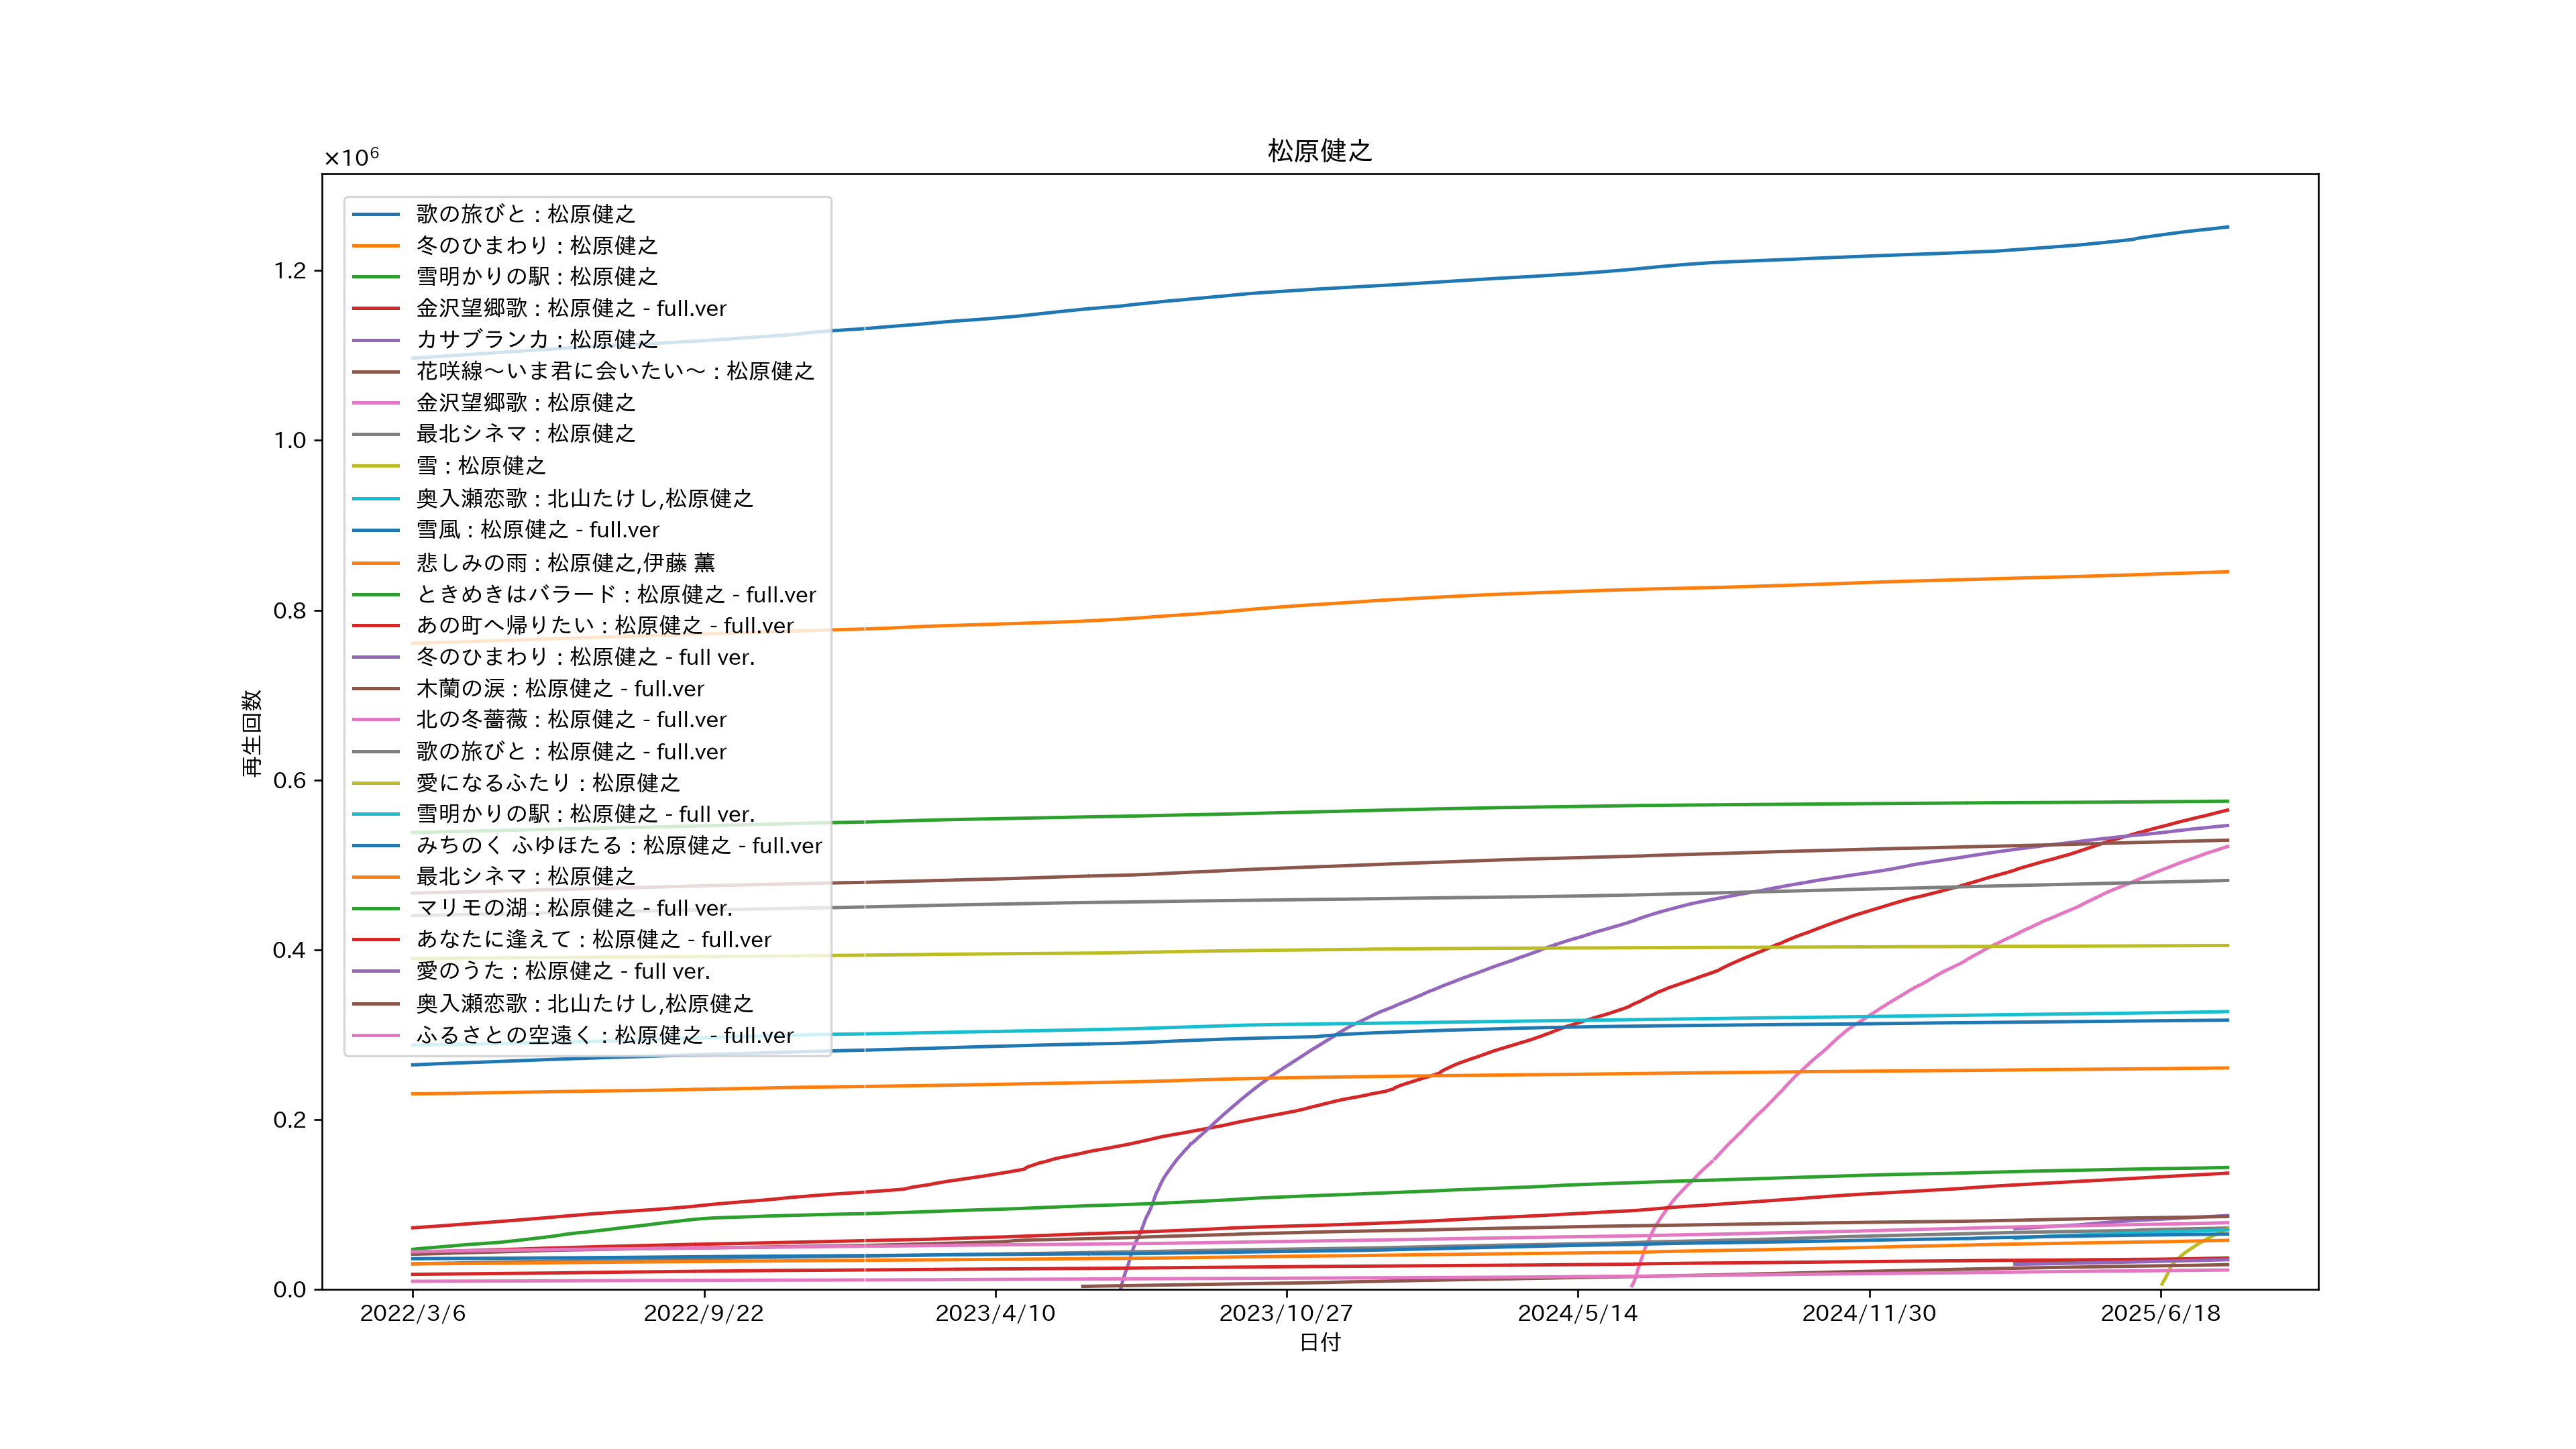 松原健之
×10⁶
歌の旅びと : 松原健之
冬のひまわり : 松原健之
雪明かりの駅 : 松原健之
金沢望郷歌 : 松原健之 - full.ver
カサブランカ : 松原健之
花咲線〜いま君に会いたい〜 : 松原健之
金沢望郷歌 : 松原健之
最北シネマ : 松原健之
雪 : 松原健之
奥入瀬恋歌 : 北山たけし,松原健之
雪風 : 松原健之 - full.ver
悲しみの雨 : 松原健之,伊藤 薫
ときめきはバラード : 松原健之 - full.ver
あの町へ帰りたい : 松原健之 - full.ver
冬のひまわり : 松原健之 - full ver.
木蘭の涙 : 松原健之 - full.ver
北の冬薔薇 : 松原健之 - full.ver
歌の旅びと : 松原健之 - full.ver
愛になるふたり : 松原健之
雪明かりの駅 : 松原健之 - full ver.
みちのく ふゆほたる : 松原健之 - full.ver
最北シネマ : 松原健之
マリモの湖 : 松原健之 - full ver.
あなたに逢えて : 松原健之 - full.ver
愛のうた : 松原健之 - full ver.
奥入瀬恋歌 : 北山たけし,松原健之
ふるさとの空遠く : 松原健之 - full.ver
1.2
1.0
0.8
0.6
0.4
0.2
0.0
再生回数
2022/3/6 2022/9/22 2023/4/10 2023/10/27 2024/5/14 2024/11/30 2025/6/18
日付